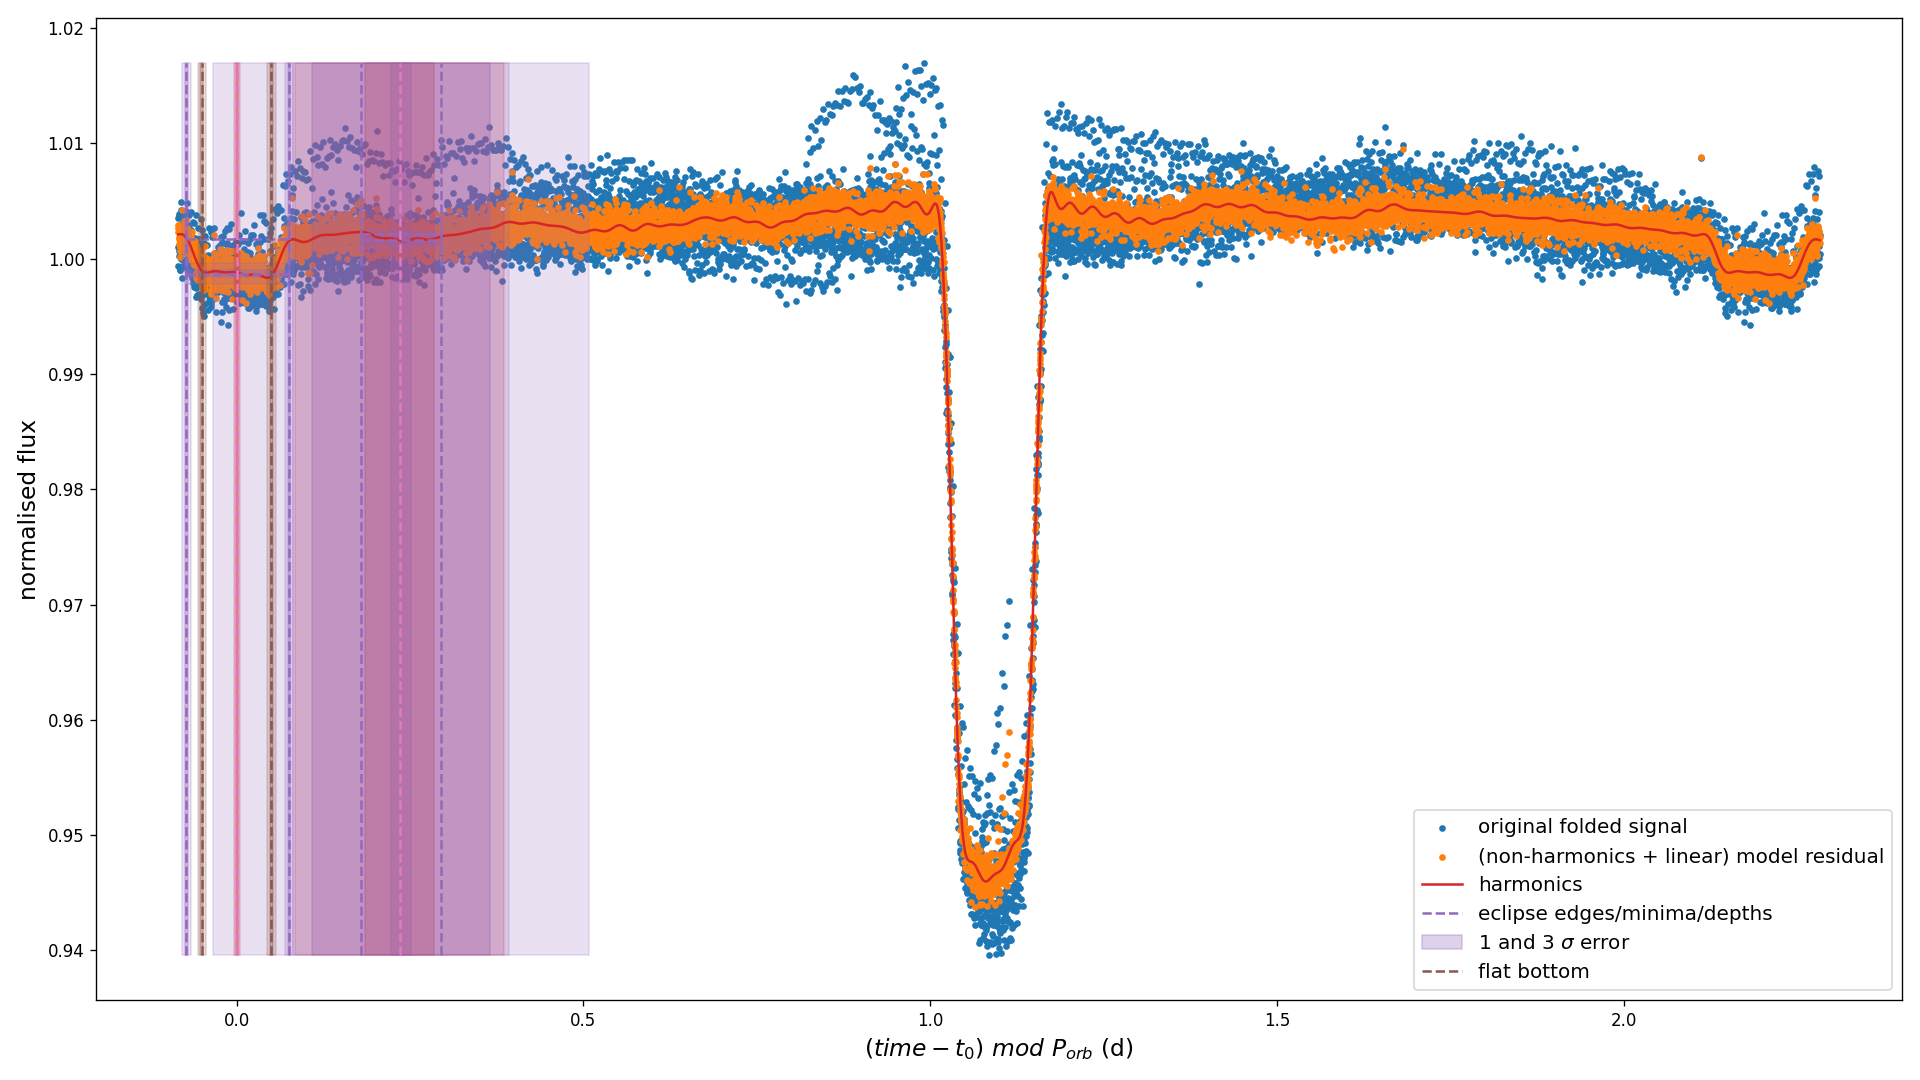 1.02
1.01
1.00
0.99
0.98
0.97
0.96
0.95
0.94
normalised flux
0.0 0.5 1.0 1.5 2.0
(time − t₀) mod Pₒᵣb (d)
original folded signal
(non-harmonics + linear) model residual
harmonics
eclipse edges/minima/depths
1 and 3 σ error
flat bottom